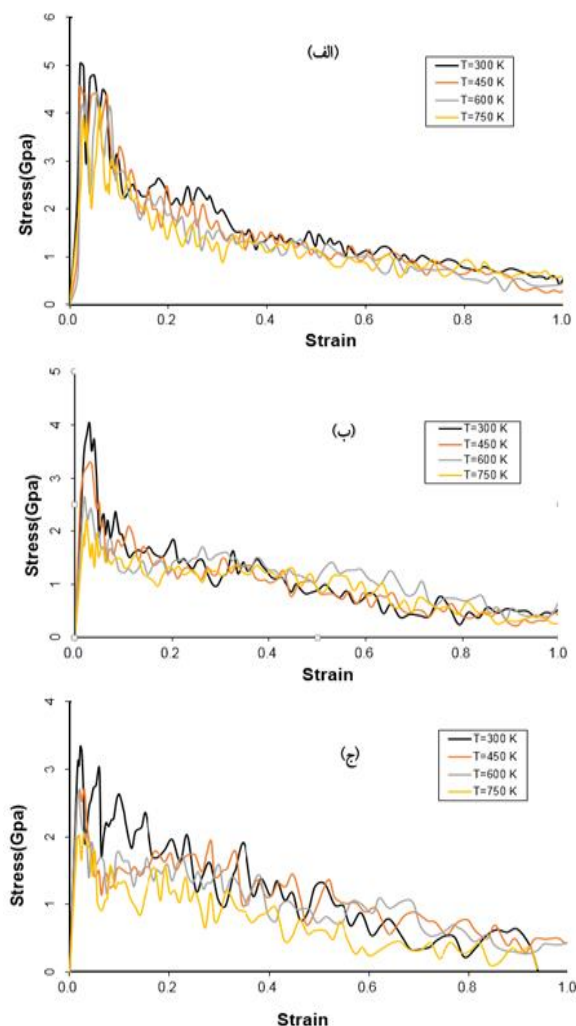 (الف)
T=300 K
T=450 K
T=600 K
T=750 K
Stress(Gpa)
6
5
4
3
2
1
0
0.0 0.2 0.4 0.6 0.8 1.0
Strain
(ب)
T=300 K
T=450 K
T=600 K
T=750 K
Stress(Gpa)
5
4
3
2
1
0
0.0 0.2 0.4 0.6 0.8 1.0
Strain
(ج)
T=300 K
T=450 K
T=600 K
T=750 K
Stress(Gpa)
4
3
2
1
0
0.0 0.2 0.4 0.6 0.8 1.0
Strain